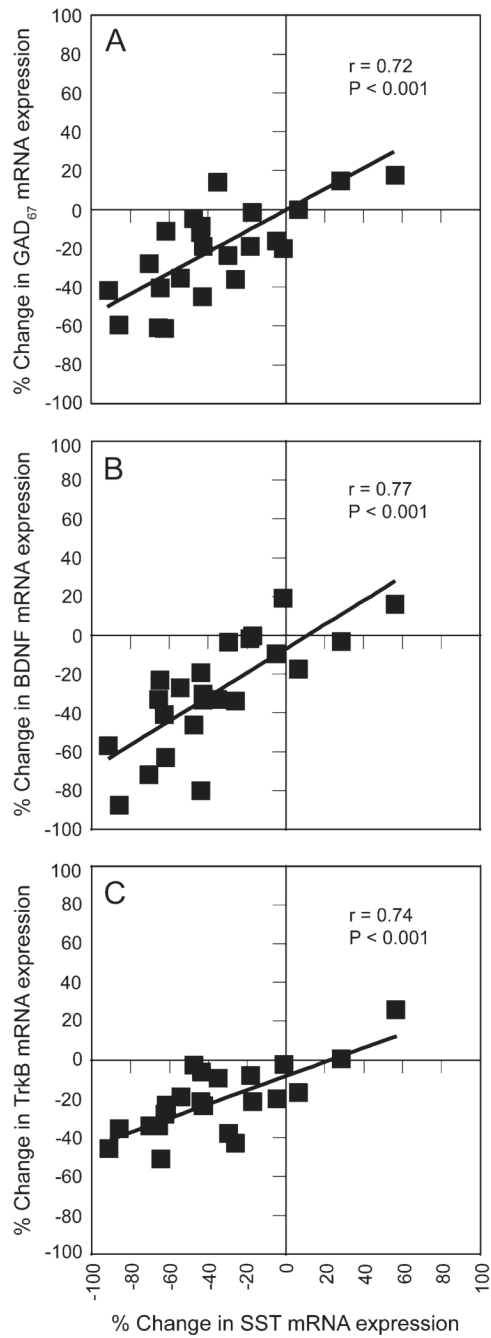 A
r = 0.72
P < 0.001
% Change in GAD67 mRNA expression
100
80
60
40
20
0
-20
-40
-60
-80
-100
B
r = 0.77
P < 0.001
% Change in BDNF mRNA expression
100
80
60
40
20
0
-20
-40
-60
-80
-100
C
r = 0.74
P < 0.001
% Change in TrkB mRNA expression
100
80
60
40
20
0
-20
-40
-60
-80
-100
-100 -80 -60 -40 -20 0 20 40 60 80 100
% Change in SST mRNA expression